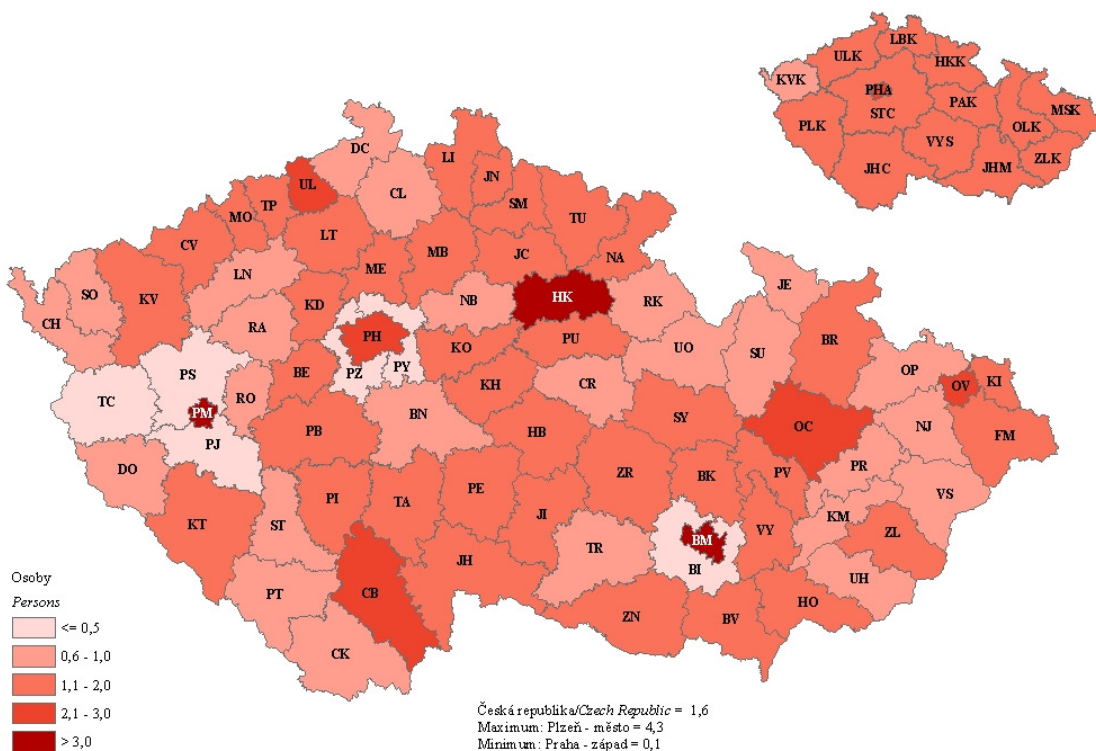 LBK
ULK
HKK
KVK
PHA
STC
PAK
MSK
PLK
OLK
VYS
ZLK
JHC
JHM
DC
LI
JN
UL
CL
SM
TP
MO
TU
LT
CV
MB
JC
NA
ME
LN
SO
KV
KD
NB
HK
RK
JE
CH
RA
PH
KO
PU
BR
UO
SU
PS
BE
PZ
PY
OP
OV
KI
TC
RO
KH
CR
PM
BN
SY
OC
NJ
FM
PJ
PB
HB
PR
DO
ZR
BK
PV
VS
PI
TA
PE
KT
ST
JI
KM
VY
ZL
BM
TR
JH
BI
UH
CB
PT
HO
ZN
BV
CK
Osoby
Persons
<= 0,5
0,6 - 1,0
1,1 - 2,0
2,1 - 3,0
> 3,0
Česká republika/Czech Republic = 1,6
Maximum: Plzeň - město = 4,3
Minimum: Praha - západ = 0,1